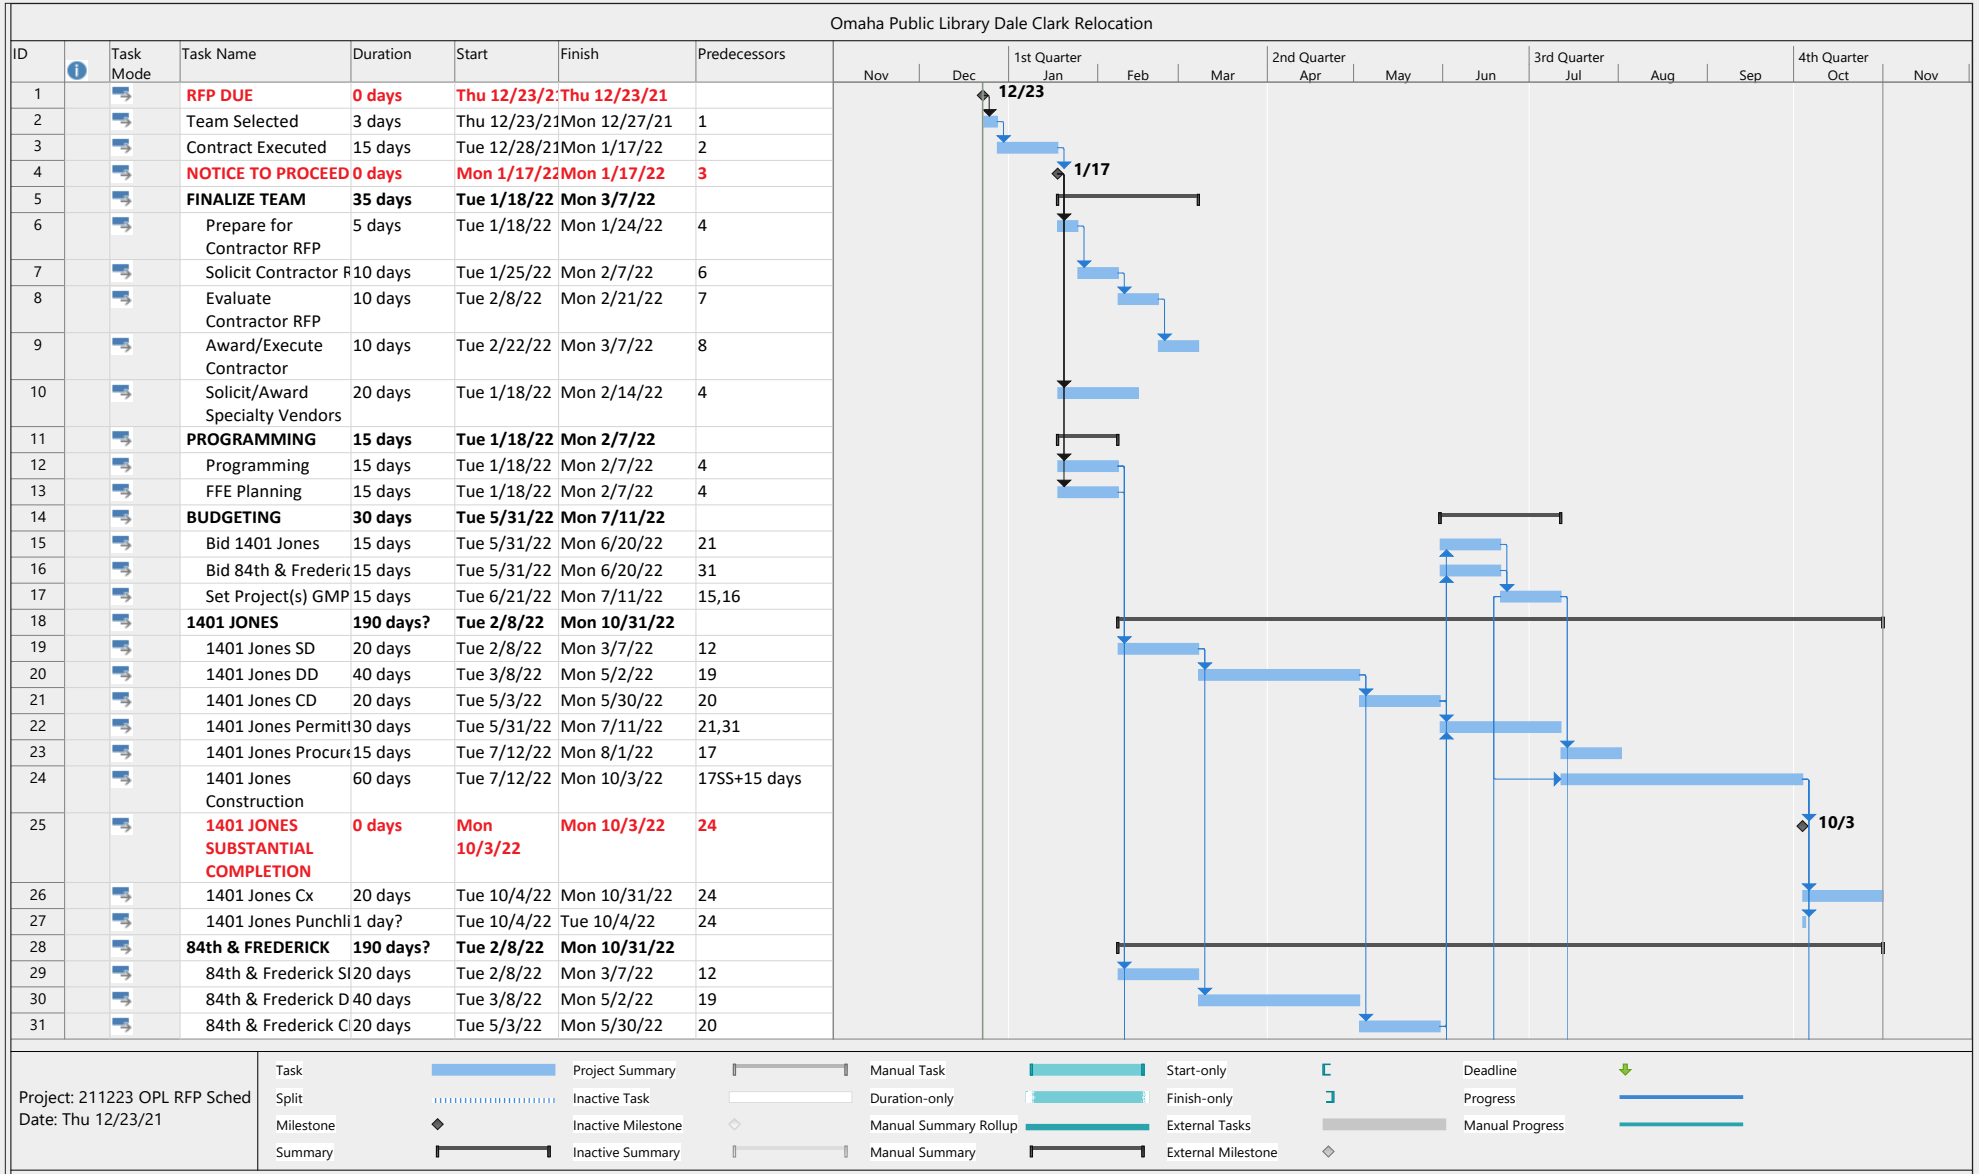 Omaha Public Library Dale Clark Relocation
ID Task Mode Task Name Duration Start Finish Predecessors
1st Quarter 2nd Quarter 3rd Quarter 4th Quarter
Nov Dec Jan Feb Mar Apr May Jun Jul Aug Sep Oct Nov
1 RFP DUE 0 days Thu 12/23/21 Thu 12/23/21 12/23
2 Team Selected 3 days Thu 12/23/21 Mon 12/27/21 1
3 Contract Executed 15 days Tue 12/28/21 Mon 1/17/22 2
4 NOTICE TO PROCEED 0 days Mon 1/17/22 Mon 1/17/22 3 1/17
5 FINALIZE TEAM 35 days Tue 1/18/22 Mon 3/7/22
6 Prepare for 5 days Tue 1/18/22 Mon 1/24/22 4
Contractor RFP
7 Solicit Contractor R 10 days Tue 1/25/22 Mon 2/7/22 6
8 Evaluate 10 days Tue 2/8/22 Mon 2/21/22 7
Contractor RFP
9 Award/Execute 10 days Tue 2/22/22 Mon 3/7/22 8
Contractor
10 Solicit/Award 20 days Tue 1/18/22 Mon 2/14/22 4
Specialty Vendors
11 PROGRAMMING 15 days Tue 1/18/22 Mon 2/7/22
12 Programming 15 days Tue 1/18/22 Mon 2/7/22 4
13 FFE Planning 15 days Tue 1/18/22 Mon 2/7/22 4
14 BUDGETING 30 days Tue 5/31/22 Mon 7/11/22
15 Bid 1401 Jones 15 days Tue 5/31/22 Mon 6/20/22 21
16 Bid 84th & Frederic 15 days Tue 5/31/22 Mon 6/20/22 31
17 Set Project(s) GMP 15 days Tue 6/21/22 Mon 7/11/22 15,16
18 1401 JONES 190 days? Tue 2/8/22 Mon 10/31/22
19 1401 Jones SD 20 days Tue 2/8/22 Mon 3/7/22 12
20 1401 Jones DD 40 days Tue 3/8/22 Mon 5/2/22 19
21 1401 Jones CD 20 days Tue 5/3/22 Mon 5/30/22 20
22 1401 Jones Permitt 30 days Tue 5/31/22 Mon 7/11/22 21,31
23 1401 Jones Procure 15 days Tue 7/12/22 Mon 8/1/22 17
24 1401 Jones 60 days Tue 7/12/22 Mon 10/3/22 17SS+15 days
Construction
25 1401 JONES 0 days Mon Mon 10/3/22 24 10/3
SUBSTANTIAL 10/3/22
COMPLETION
26 1401 Jones Cx 20 days Tue 10/4/22 Mon 10/31/22 24
27 1401 Jones Punchli 1 day? Tue 10/4/22 Tue 10/4/22 24
28 84th & FREDERICK 190 days? Tue 2/8/22 Mon 10/31/22
29 84th & Frederick S 20 days Tue 2/8/22 Mon 3/7/22 12
30 84th & Frederick D 40 days Tue 3/8/22 Mon 5/2/22 19
31 84th & Frederick C 20 days Tue 5/3/22 Mon 5/30/22 20
Project: 211223 OPL RFP Sched
Date: Thu 12/23/21
Task Project Summary Manual Task Start-only Deadline
Split Inactive Task Duration-only Finish-only Progress
Milestone Inactive Milestone Manual Summary Rollup External Tasks Manual Progress
Summary Inactive Summary Manual Summary External Milestone